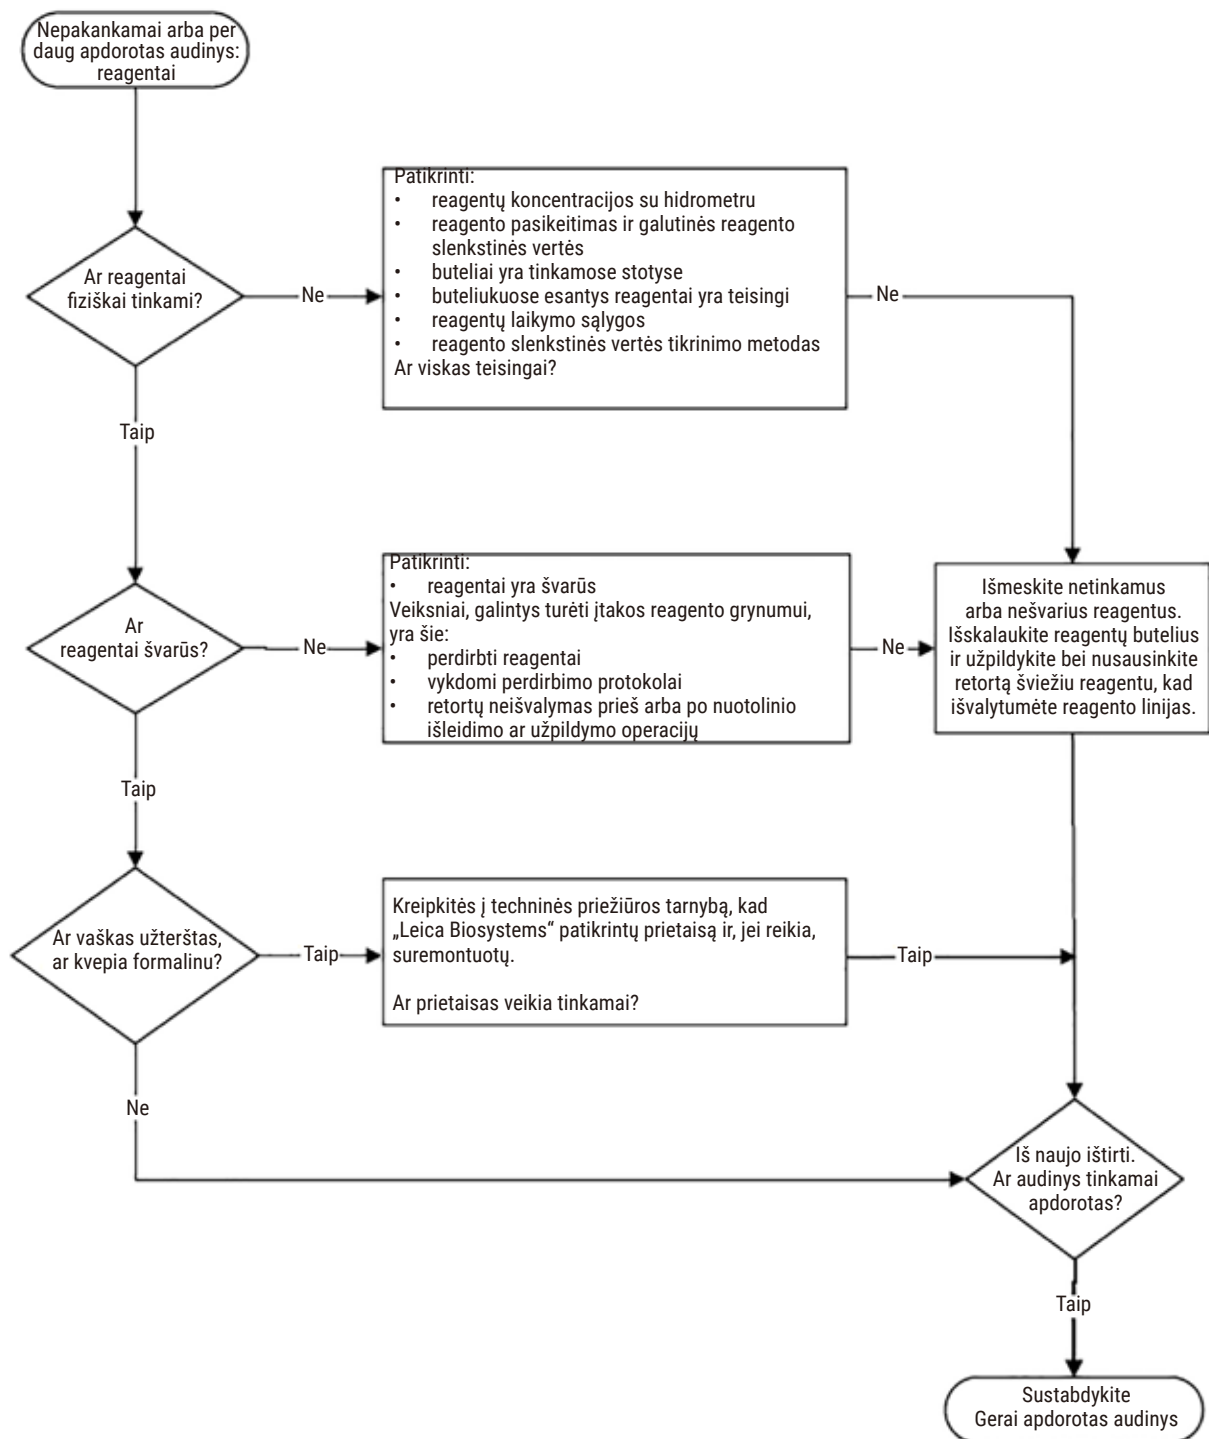 Nepakankamai arba per
daug apdorotas audinys:
reagentai
Ar reagentai
fiziškai tinkami?
Ne
Patikrinti:
• reagentų koncentracijos su hidrometru
• reagento pasikeitimas ir galutinės reagento
slenkstinės vertės
• buteliai yra tinkamose stotyse
• buteliukuose esantys reagentai yra teisingi
• reagentų laikymo sąlygos
• reagento slenkstinės vertės tikrinimo metodas
Ar viskas teisingai?
Ne
Taip
Ar
reagentai švarūs?
Ne
Patikrinti:
• reagentai yra švarūs
Veiksniai, galintys turėti įtakos reagento grynumui,
yra šie:
• perdirbti reagentai
• vykdomi perdirbimo protokolai
• retortų neišvalymas prieš arba po nuotolinio
išleidimo ar užpildymo operacijų
Ne
Išmeskite netinkamus
arba nešvarius reagentus.
Išskalaukite reagentų butelius
ir užpildykite bei nusausinkite
retortą šviežiu reagentu, kad
išvalytumėte reagento linijas.
Taip
Ar vaškas užterštas,
ar kvepia formalinu?
Taip
Kreipkitės į techninės priežiūros tarnybą, kad
„Leica Biosystems“ patikrintų prietaisą ir, jei reikia,
suremontuotų.
Ar prietaisas veikia tinkamai?
Taip
Ne
Iš naujo ištirti.
Ar audinys tinkamai
apdorotas?
Taip
Sustabdykite
Gerai apdorotas audinys